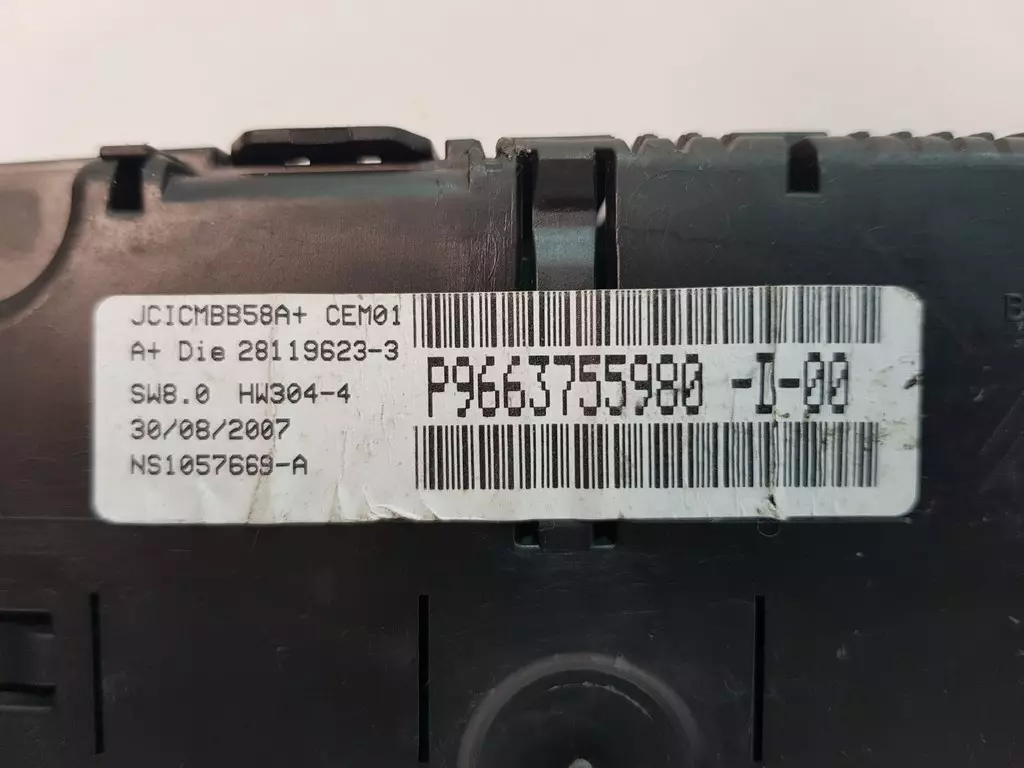 JCICMBB58A+ CEM01
A+ Die 28119623-3
SW8.0 HW304-4
30/08/2007
NS1057669-A
P9663755980 -D-00